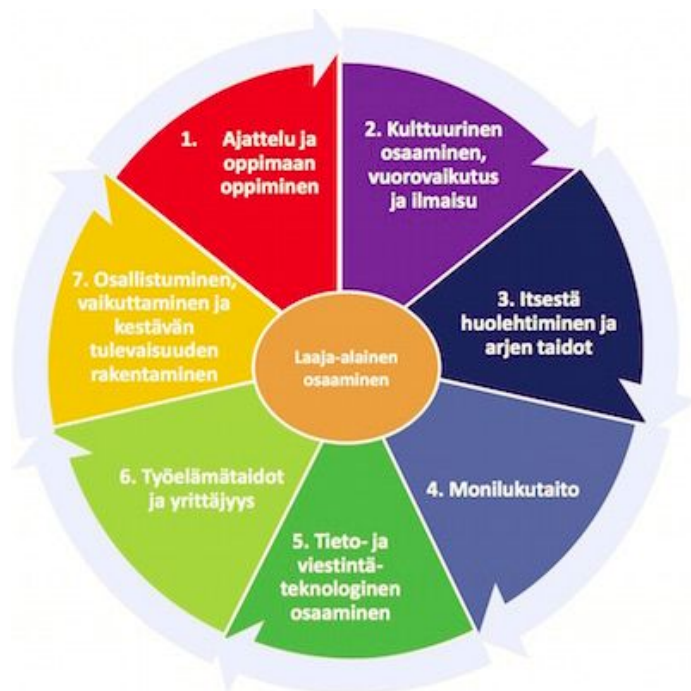 1. Ajattelu ja
oppimaan
oppiminen
2. Kulttuurinen
osaaminen,
vuorovaikutus
ja ilmaisu
3. Itsestä
huolehtiminen ja
arjen taidot
4. Monilukutaito
5. Tieto- ja
viestintä-
teknologinen
osaaminen
6. Työelämätaidot
ja yrittäjyys
7. Osallistuminen,
vaikuttaminen ja
kestävän
tulevaisuuden
rakentaminen
Laaja-alainen
osaaminen